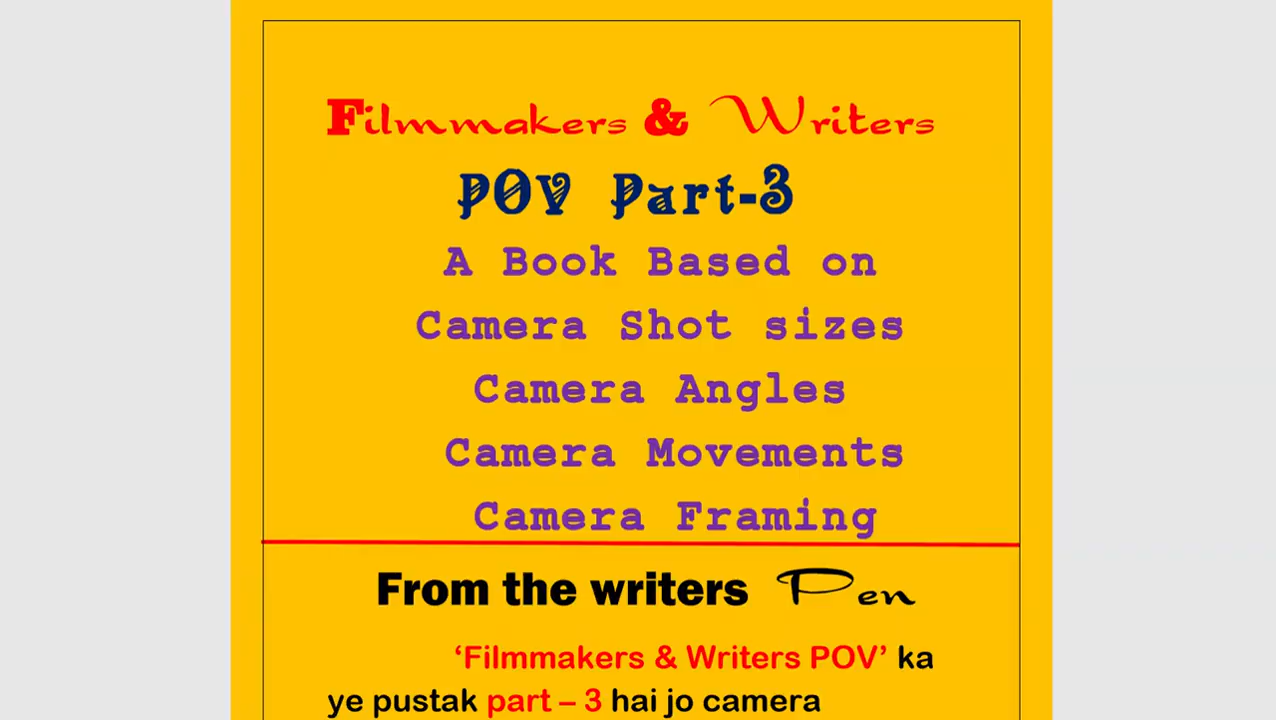 Filmmakers & Writers
POV Part-3
A Book Based on
Camera Shot sizes
Camera Angles
Camera Movements
Camera Framing
From the writers Pen
‘Filmmakers & Writers POV’ ka
ye pustak part – 3 hai jo camera